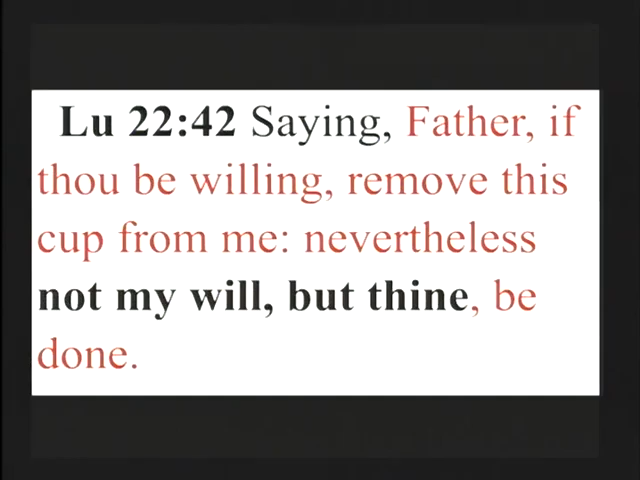 Lu 22:42 Saying, Father, if
thou be willing, remove this
cup from me: nevertheless
not my will, but thine, be
done.